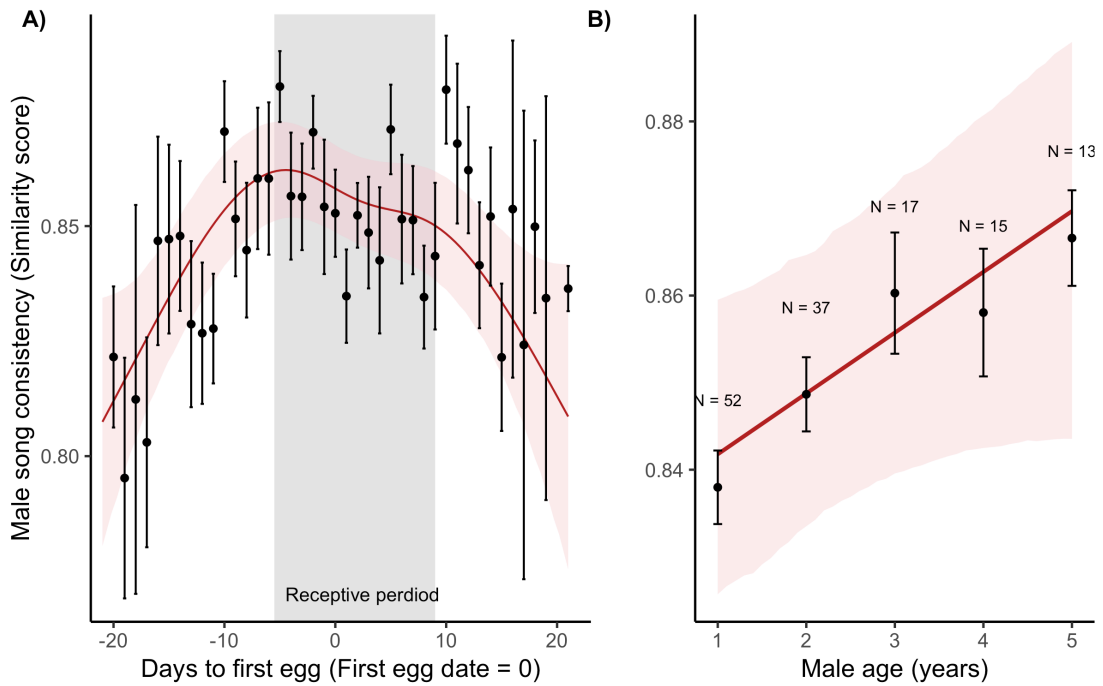 A)
Male song consistency (Similarity score)
0.85
0.80
Receptive perdiod
-20 -10 0 10 20
Days to first egg (First egg date = 0)
B)
0.88
0.86
0.84
N = 52
N = 37
N = 17
N = 15
N = 13
1 2 3 4 5
Male age (years)